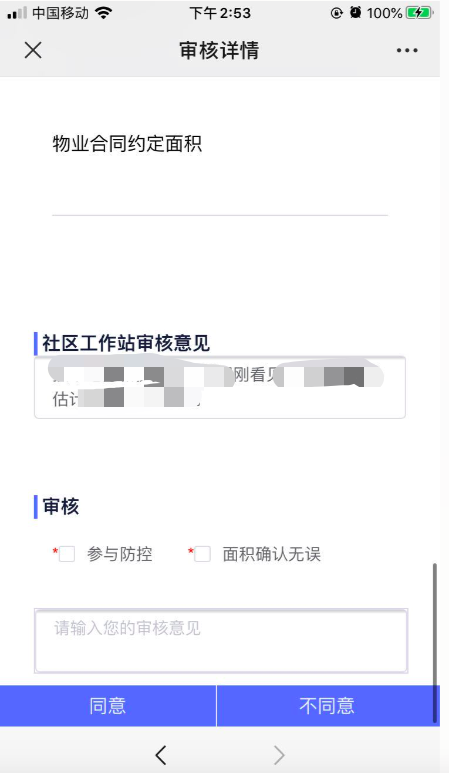 中国移动 下午2:53 100%
审核详情
物业合同约定面积
社区工作站审核意见
刚看见
估计
审核
*参与防控 *面积确认无误
请输入您的审核意见
同意 不同意